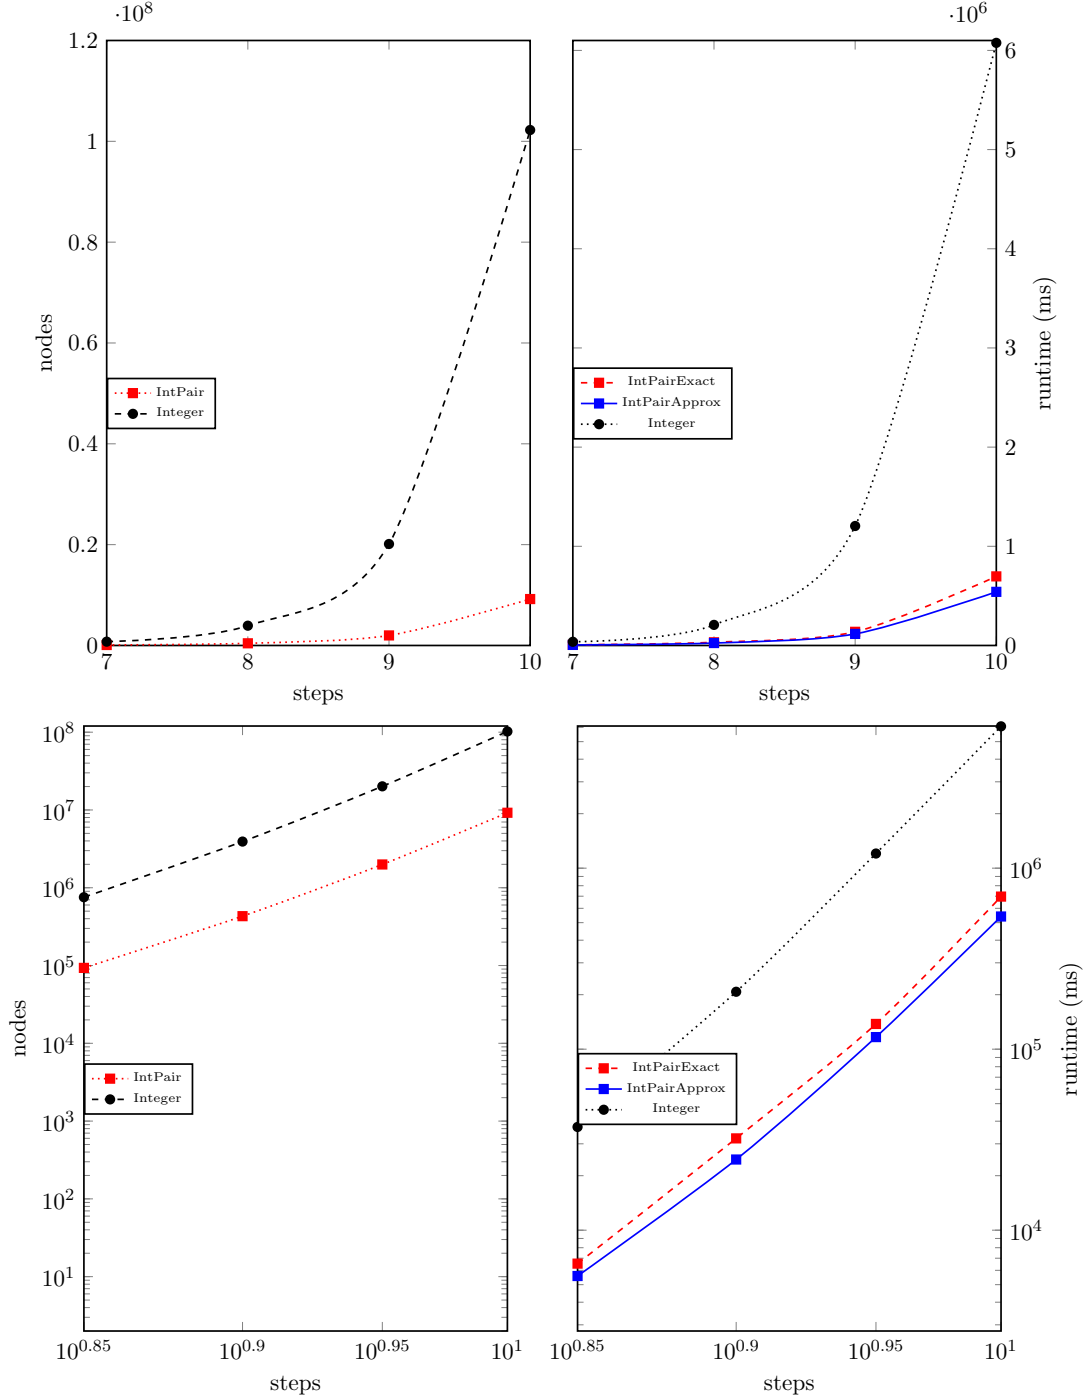 ·10^8
1.2
1
0.8
0.6
0.4
0.2
0
nodes
IntPair
Integer
7 8 9 10
steps
·10^6
6
5
4
3
2
1
0
runtime (ms)
IntPairExact
IntPairApprox
Integer
7 8 9 10
steps
10^8
10^7
10^6
10^5
10^4
10^3
10^2
10^1
nodes
IntPair
Integer
10^0.85 10^0.9 10^0.95 10^1
steps
10^6
10^5
10^4
runtime (ms)
IntPairExact
IntPairApprox
Integer
10^0.85 10^0.9 10^0.95 10^1
steps